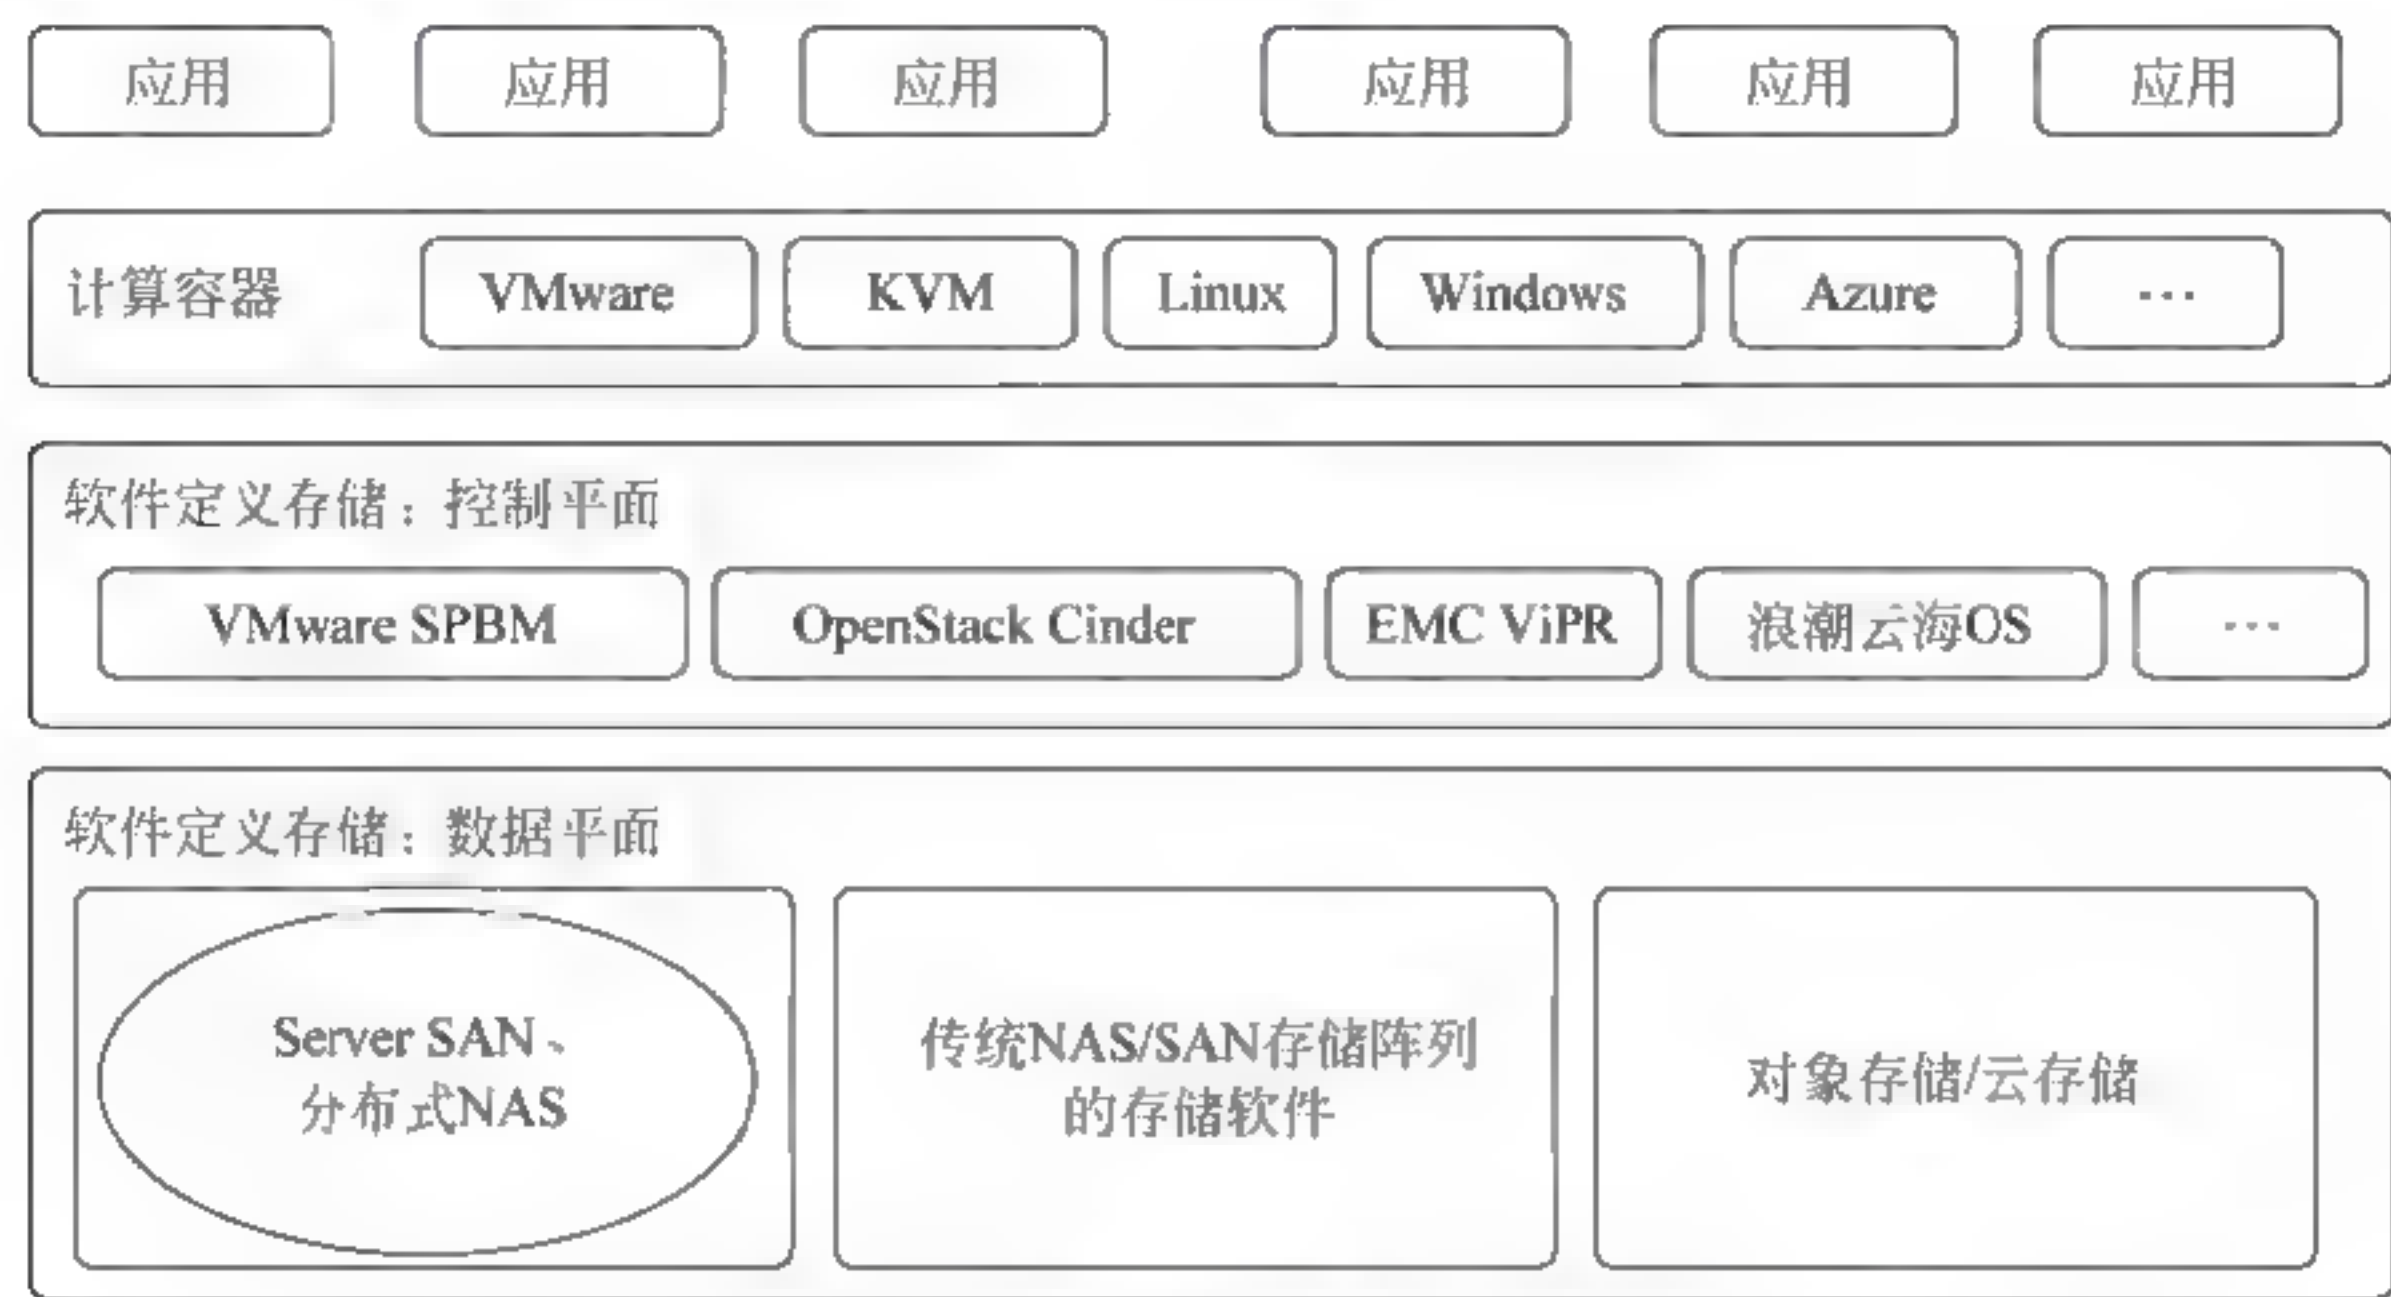 应用 应用 应用 应用 应用 应用
计算容器 VMware KVM Linux Windows Azure …
软件定义存储：控制平面
VMware SPBM OpenStack Cinder EMC ViPR 浪潮云海OS …
软件定义存储：数据平面
Server SAN、
分布式NAS
传统NAS/SAN存储阵列
的存储软件
对象存储/云存储